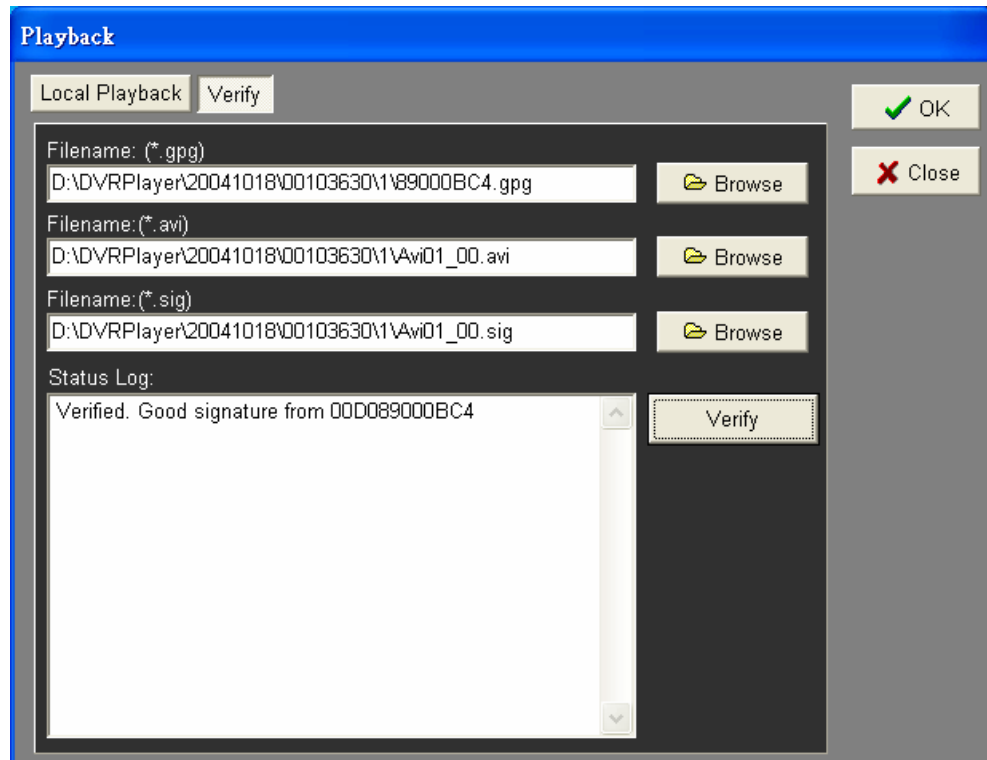 Playback
Local Playback Verify
OK
Close
Filename: (*.gpg)
D:\DVRPlayer\20041018\00103630\1\89000BC4.gpg
Browse
Filename:(*.avi)
D:\DVRPlayer\20041018\00103630\1\Avi01_00.avi
Browse
Filename:(*.sig)
D:\DVRPlayer\20041018\00103630\1\Avi01_00.sig
Browse
Status Log:
Verified. Good signature from 00D089000BC4
Verify